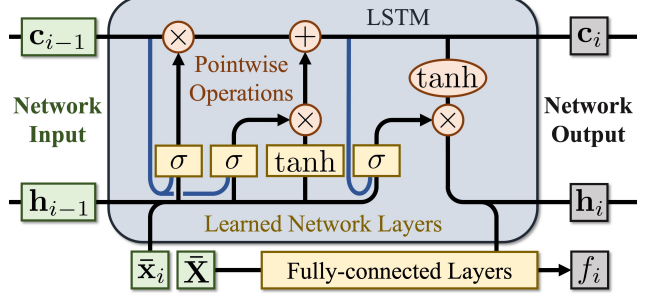 LSTM
c_{i−1}
×
+
c_i
Pointwise
Operations
tanh
Network
Input
×
×
Network
Output
σ
σ
tanh
σ
h_{i−1}
h_i
Learned Network Layers
x̄_i
X̄
Fully-connected Layers
f_i